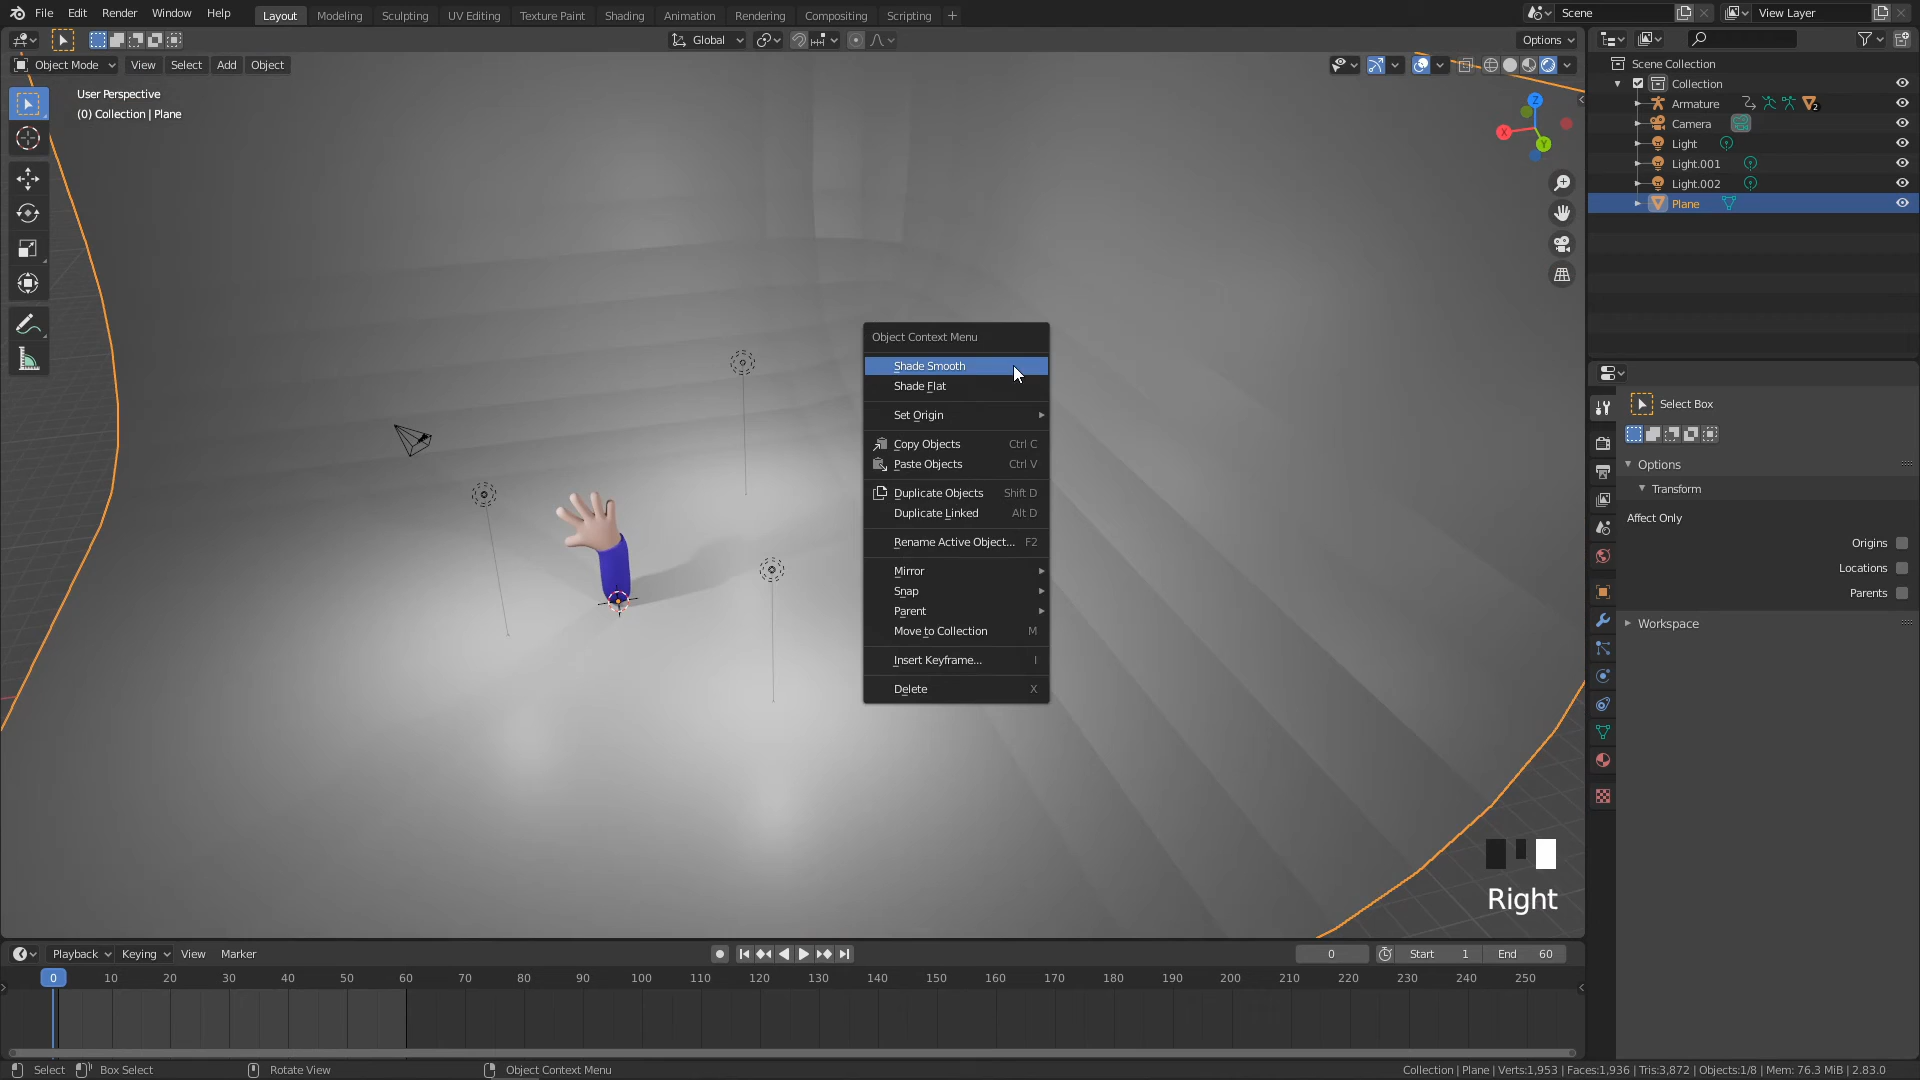 File Edit Render Window Help Layout Modeling Sculpting UV Editing Texture Paint Shading Animation Rendering Compositing Scripting + Scene View Layer
Global Options
Object Mode View Select Add Object
User Perspective
(0) Collection | Plane
Z
X
Y
Object Context Menu
Shade Smooth
Shade Flat
Set Origin
Copy Objects Ctrl C
Paste Objects Ctrl V
Duplicate Objects Shift D
Duplicate Linked Alt D
Rename Active Object... F2
Mirror
Snap
Parent
Move to Collection M
Insert Keyframe... I
Delete X
Right
Scene Collection
Collection
Armature 2
Camera
Light
Light.001
Light.002
Plane
Select Box
Options
Transform
Affect Only
Origins
Locations
Parents
Workspace
Playback Keying View Marker 0 Start 1 End 60
0 10 20 30 40 50 60 70 80 90 100 110 120 130 140 150 160 170 180 190 200 210 220 230 240 250
Select Box Select Rotate View Object Context Menu Collection | Plane | Verts:1,953 | Faces:1,936 | Tris:3,872 | Objects:1/8 | Mem: 76.3 MiB | 2.83.0